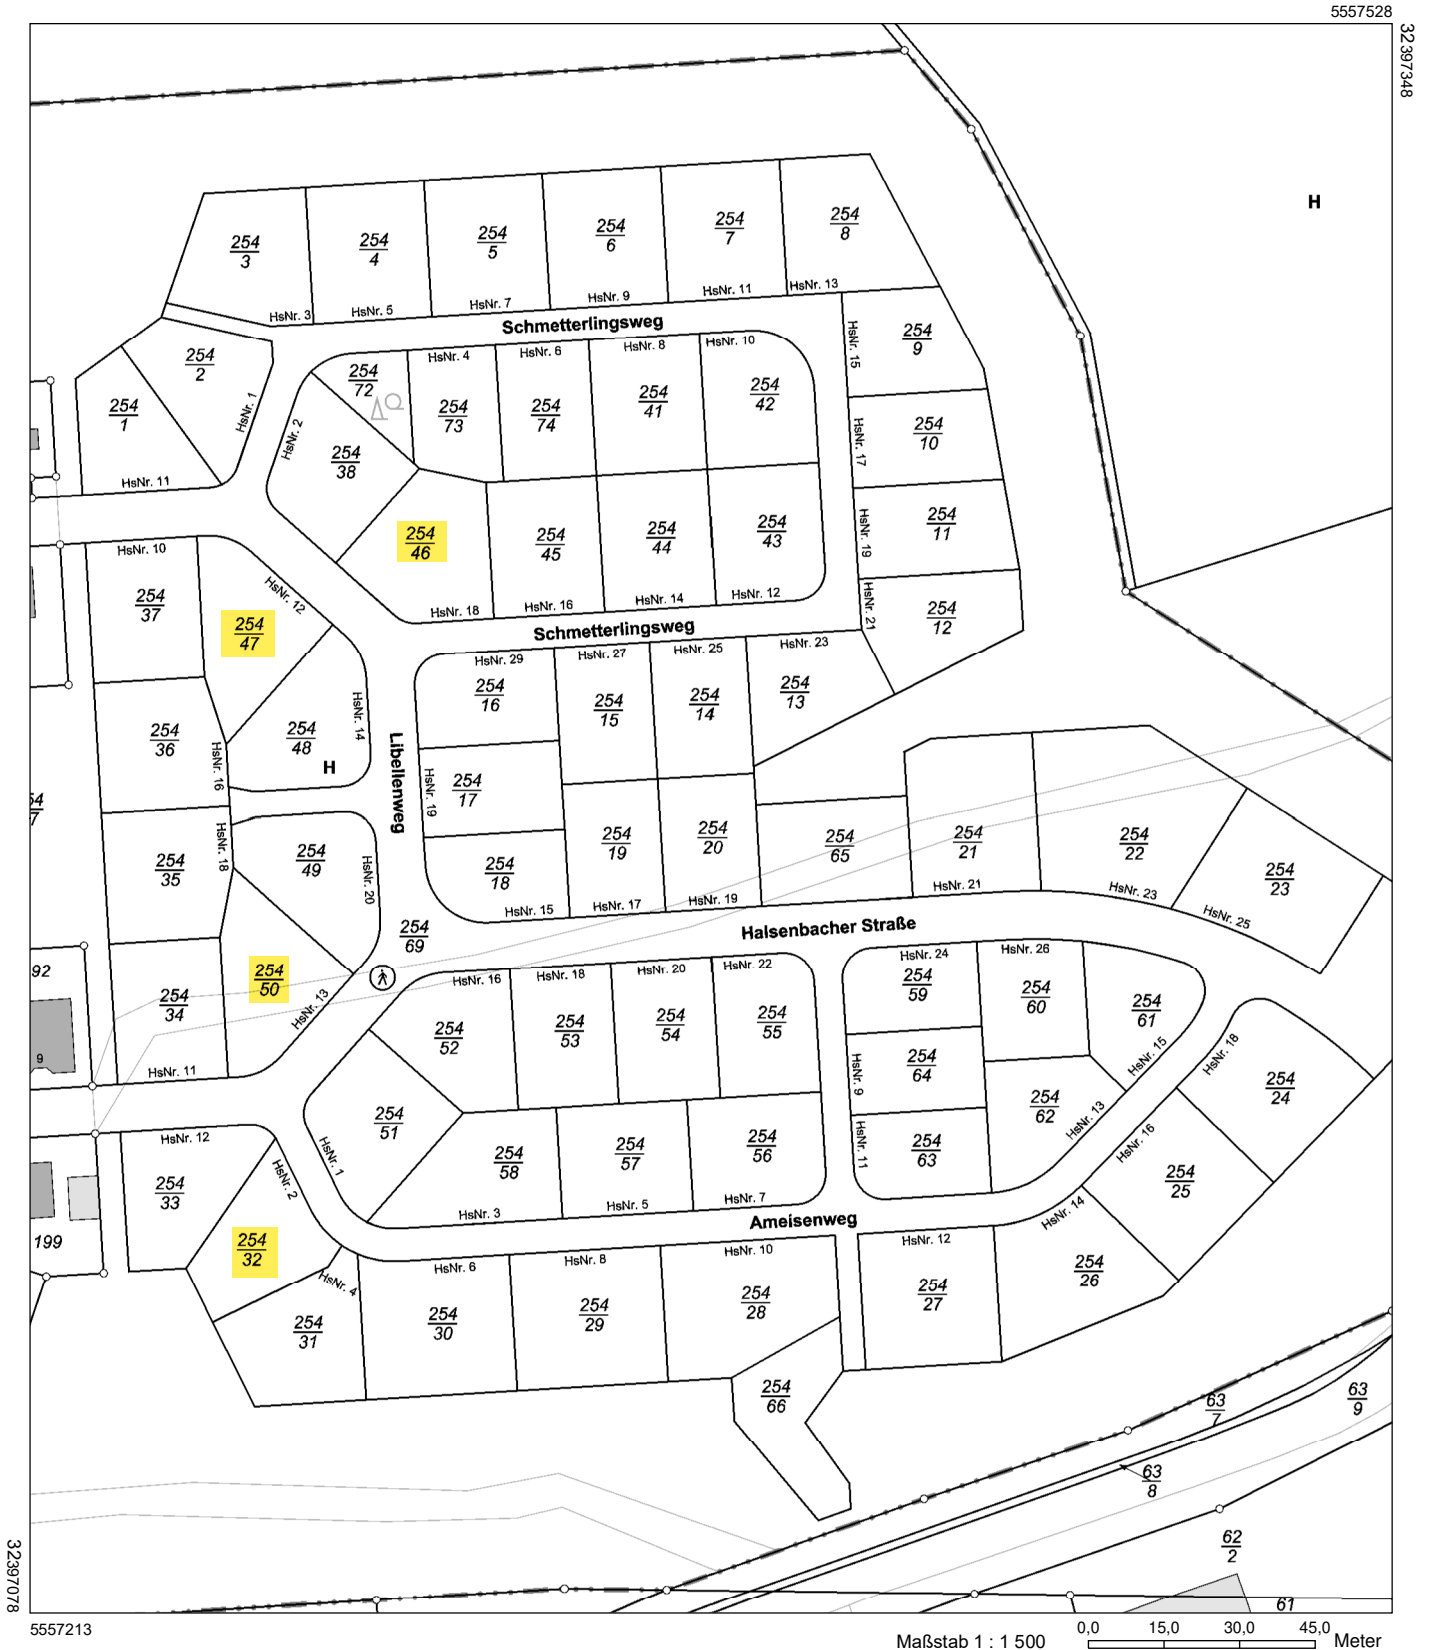 5557528
32397348
H
254
8
254
7
254
6
254
5
254
4
254
3
HsNr. 13
HsNr. 11
HsNr. 9
HsNr. 7
HsNr. 5
HsNr. 3
Schmetterlingsweg
254
9
HsNr. 15
254
2
HsNr. 1
254
1
HsNr. 11
254
72
HsNr. 4
HsNr. 6
HsNr. 8
HsNr. 10
254
73
254
74
254
41
254
42
HsNr. 2
254
38
254
10
HsNr. 17
254
46
254
45
254
44
254
43
254
11
HsNr. 19
HsNr. 18
HsNr. 16
HsNr. 14
HsNr. 12
HsNr. 10
254
37
HsNr. 12
254
47
HsNr. 21
254
12
Schmetterlingsweg
HsNr. 29
HsNr. 27
HsNr. 25
HsNr. 23
254
16
254
15
254
14
254
13
254
36
HsNr. 16
254
48
H
HsNr. 14
Libellenweg
HsNr. 19
254
17
54
7
254
35
HsNr. 18
254
49
HsNr. 20
254
18
254
19
254
20
254
65
254
21
254
22
254
23
HsNr. 15
HsNr. 17
HsNr. 19
HsNr. 21
HsNr. 23
HsNr. 25
254
69
Halsenbacher Straße
92
9
254
34
254
50
HsNr. 13
HsNr. 11
HsNr. 16
HsNr. 18
HsNr. 20
HsNr. 22
HsNr. 24
HsNr. 26
254
52
254
53
254
54
254
55
254
59
254
60
254
61
HsNr. 15
HsNr. 18
254
24
254
64
HsNr. 9
254
62
HsNr. 13
HsNr. 16
254
51
HsNr. 1
254
58
254
57
254
56
HsNr. 11
254
63
254
25
HsNr. 12
254
33
HsNr. 2
HsNr. 3
HsNr. 5
HsNr. 7
Ameisenweg
HsNr. 14
199
254
32
HsNr. 4
HsNr. 6
HsNr. 8
HsNr. 10
HsNr. 12
254
31
254
30
254
29
254
28
254
27
254
26
254
66
63
7
63
9
63
8
62
2
61
32397078
5557213
Maßstab 1 : 1 500
0,0
15,0
30,0
45,0
Meter